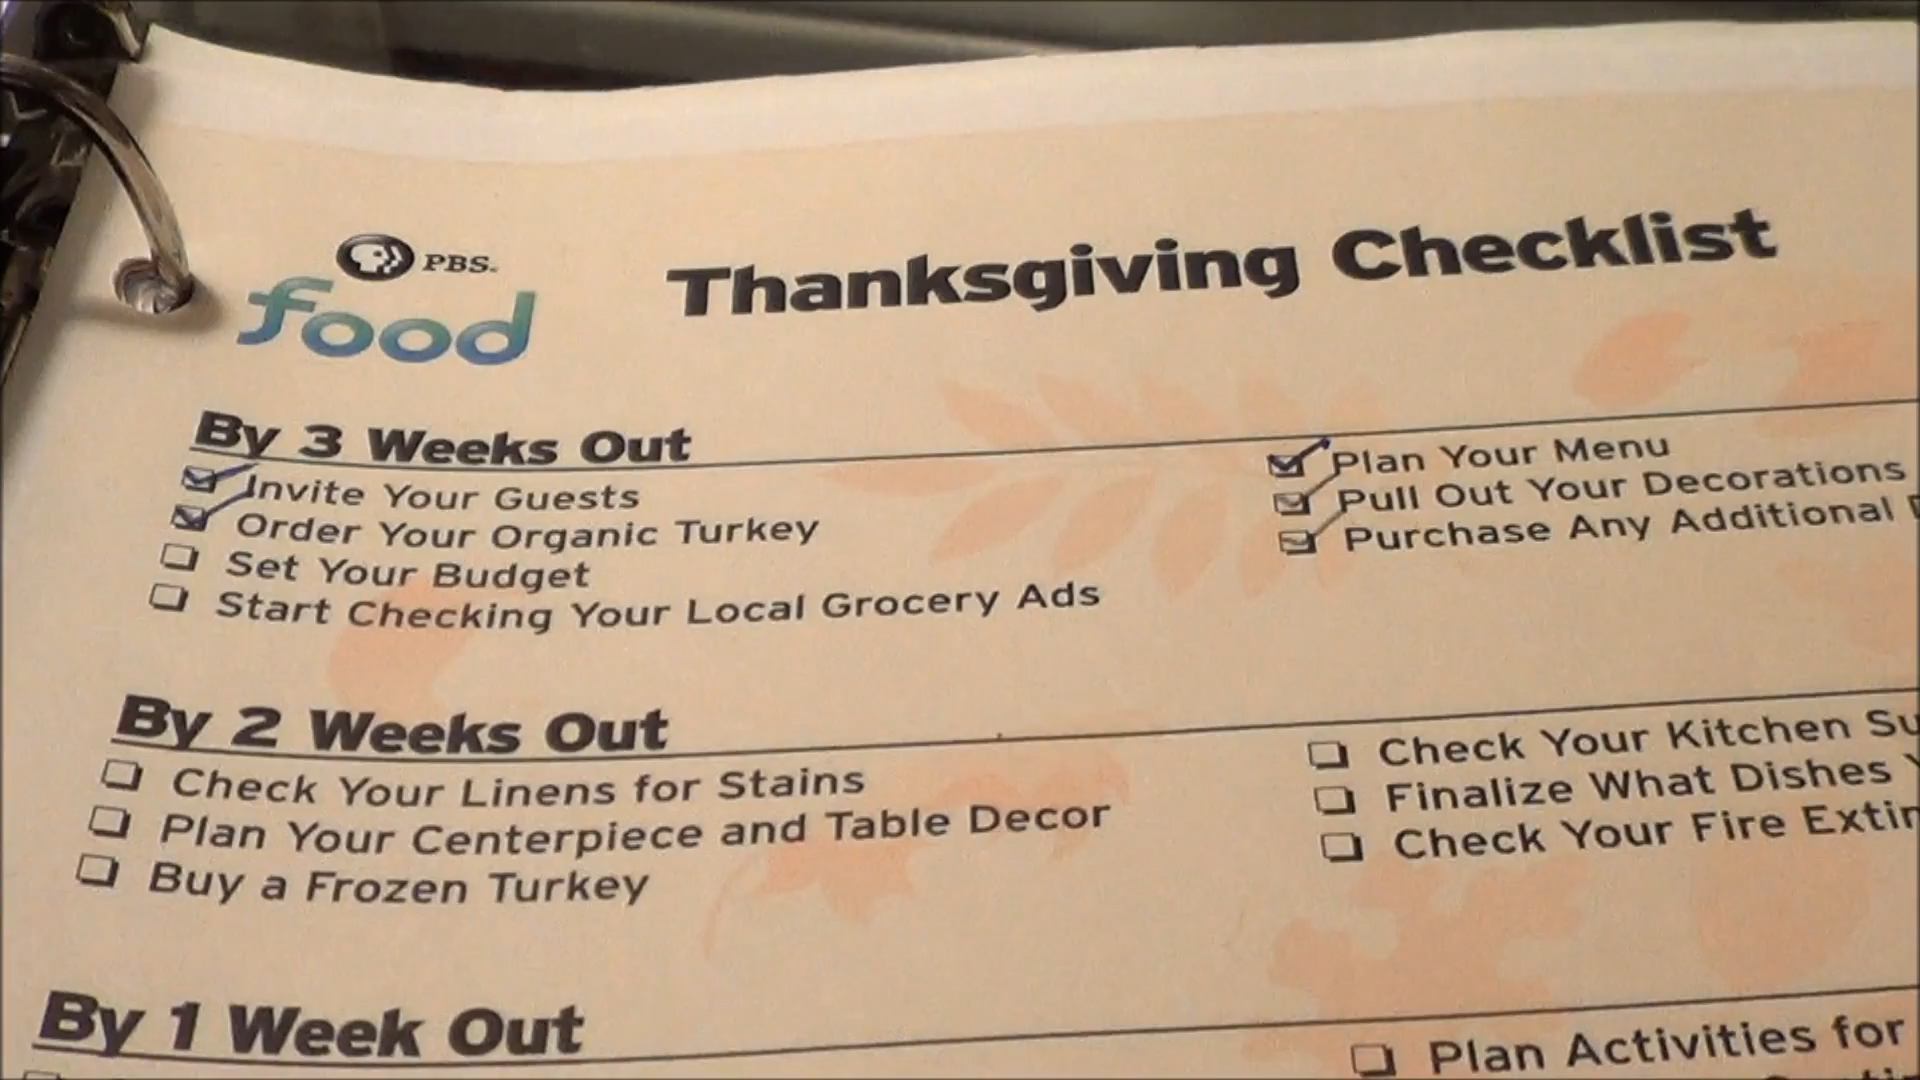 PBS.
food
Thanksgiving Checklist
By 3 Weeks Out
Invite Your Guests
Order Your Organic Turkey
Set Your Budget
Start Checking Your Local Grocery Ads
Plan Your Menu
Pull Out Your Decorations
Purchase Any Additional
By 2 Weeks Out
Check Your Linens for Stains
Plan Your Centerpiece and Table Decor
Buy a Frozen Turkey
Check Your Kitchen
Finalize What Dishes
Check Your Fire
By 1 Week Out
Plan Activities for